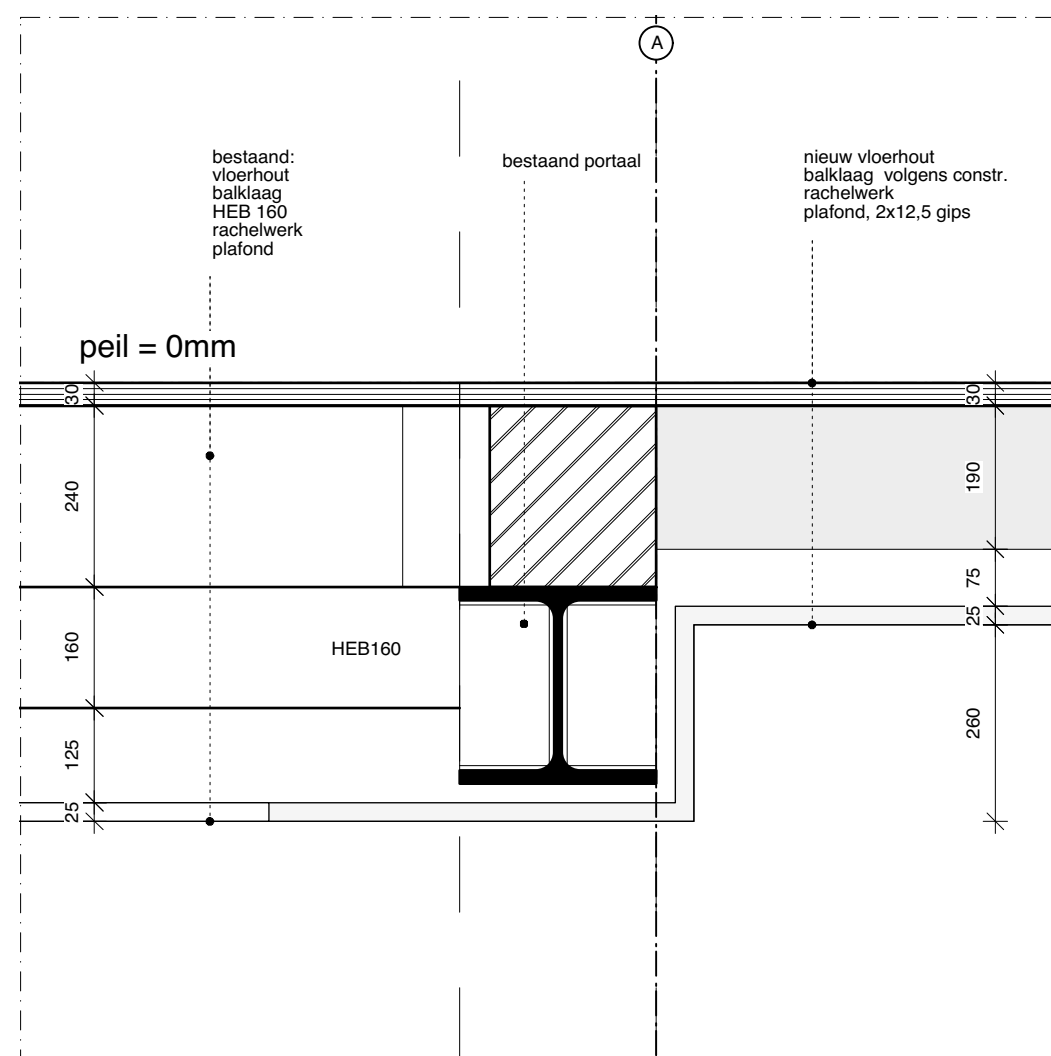 A
bestaand:
vloerhout
balklaag
HEB 160
rachelwerk
plafond
bestaand portaal
nieuw vloerhout
balklaag volgens constr.
rachelwerk
plafond, 2x12,5 gips
peil = 0mm
30
240
160
125
25
HEB160
30
190
75
25
260